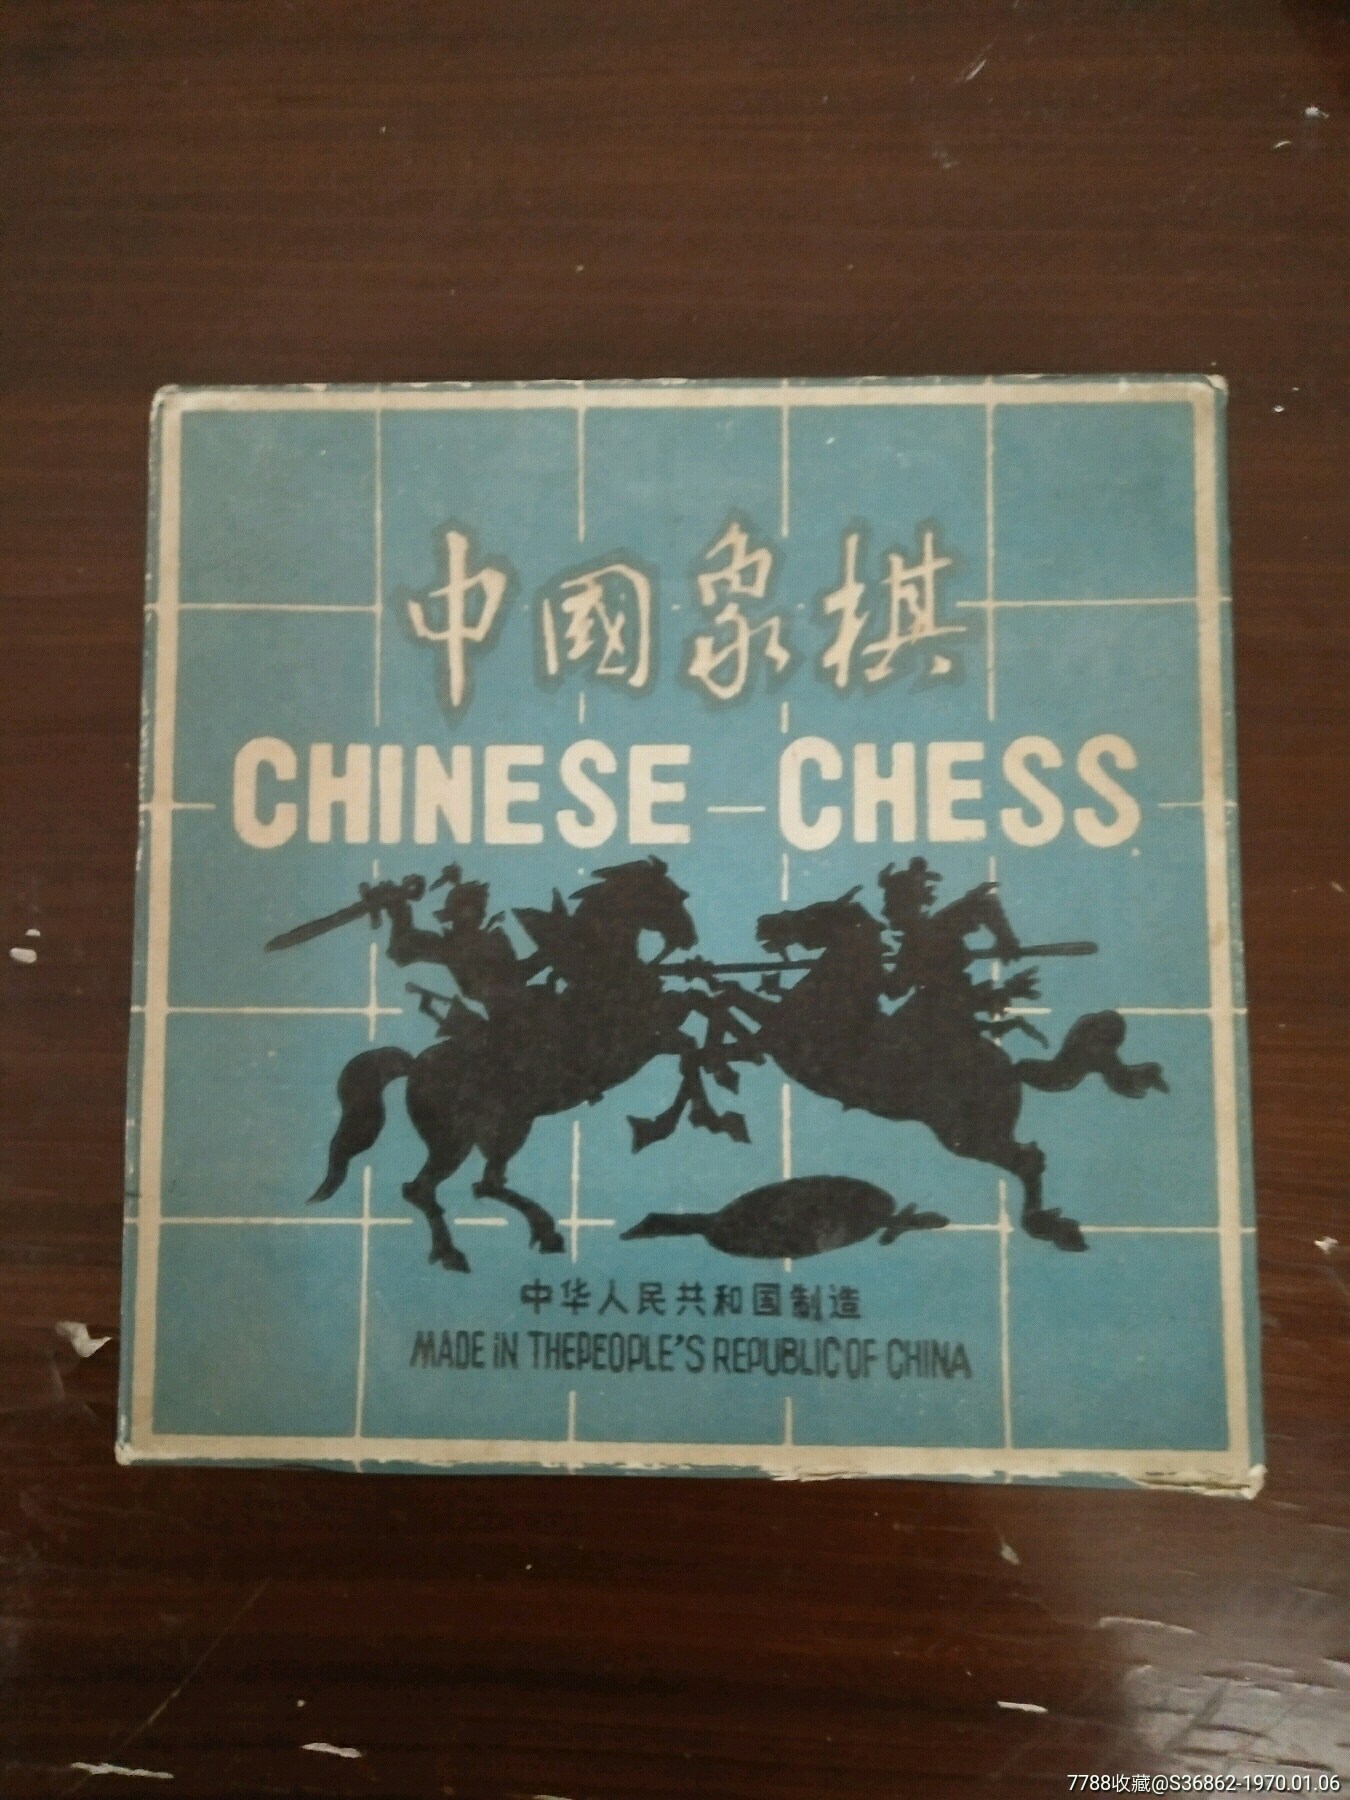 中國象棋
CHINESE CHESS
中华人民共和国制造
MADE iN THEPEOPLE'S REPUBLIC OF CHINA
7788收藏@S36862-1970.01.06